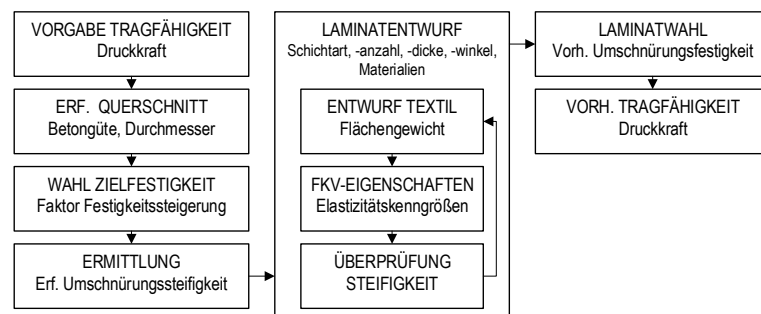 VORGABE TRAGFÄHIGKEIT
Druckkraft
ERF. QUERSCHNITT
Betongüte, Durchmesser
WAHL ZIELFESTIGKEIT
Faktor Festigkeitssteigerung
ERMITTLUNG
Erf. Umschnürungssteifigkeit
LAMINATENTWURF
Schichtart, -anzahl, -dicke, -winkel,
Materialien
ENTWURF TEXTIL
Flächengewicht
FKV-EIGENSCHAFTEN
Elastizitätskenngrößen
ÜBERPRÜFUNG
STEIFIGKEIT
LAMINATWAHL
Vorh. Umschnürungsfestigkeit
VORH. TRAGFÄHIGKEIT
Druckkraft